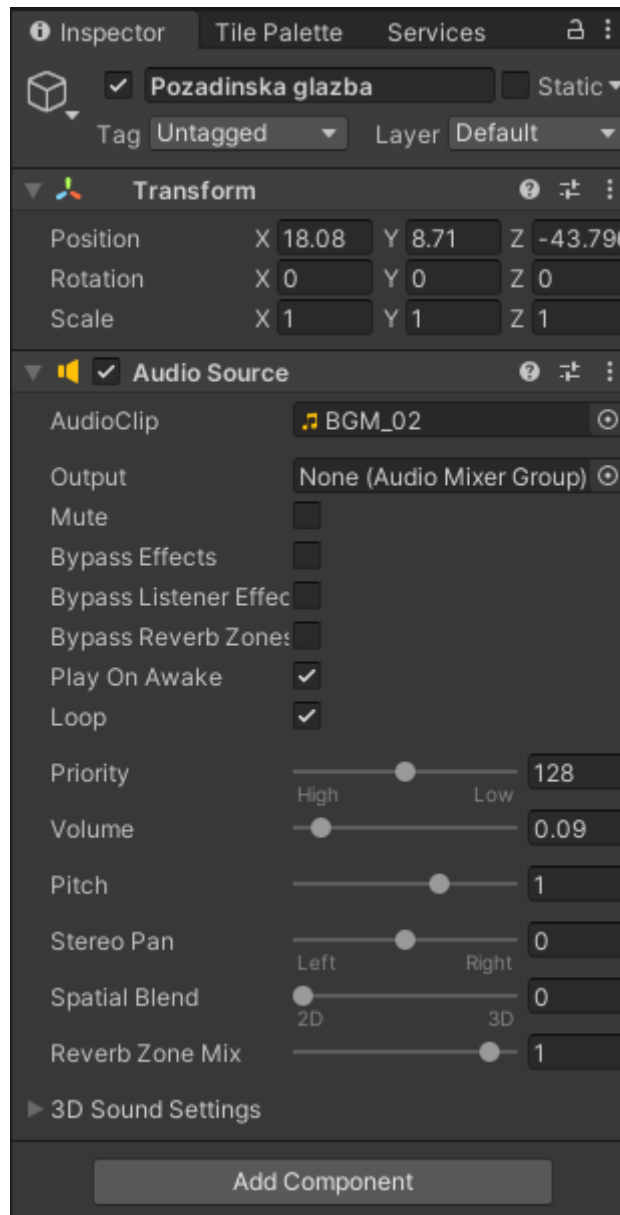 Inspector Tile Palette Services
Pozadinska glazba Static
Tag Untagged Layer Default
Transform
Position X 18.08 Y 8.71 Z -43.79
Rotation X 0 Y 0 Z 0
Scale X 1 Y 1 Z 1
Audio Source
AudioClip BGM_02
Output None (Audio Mixer Group)
Mute
Bypass Effects
Bypass Listener Effec
Bypass Reverb Zones
Play On Awake
Loop
Priority 128
High Low
Volume 0.09
Pitch 1
Stereo Pan 0
Left Right
Spatial Blend 0
2D 3D
Reverb Zone Mix 1
3D Sound Settings
Add Component